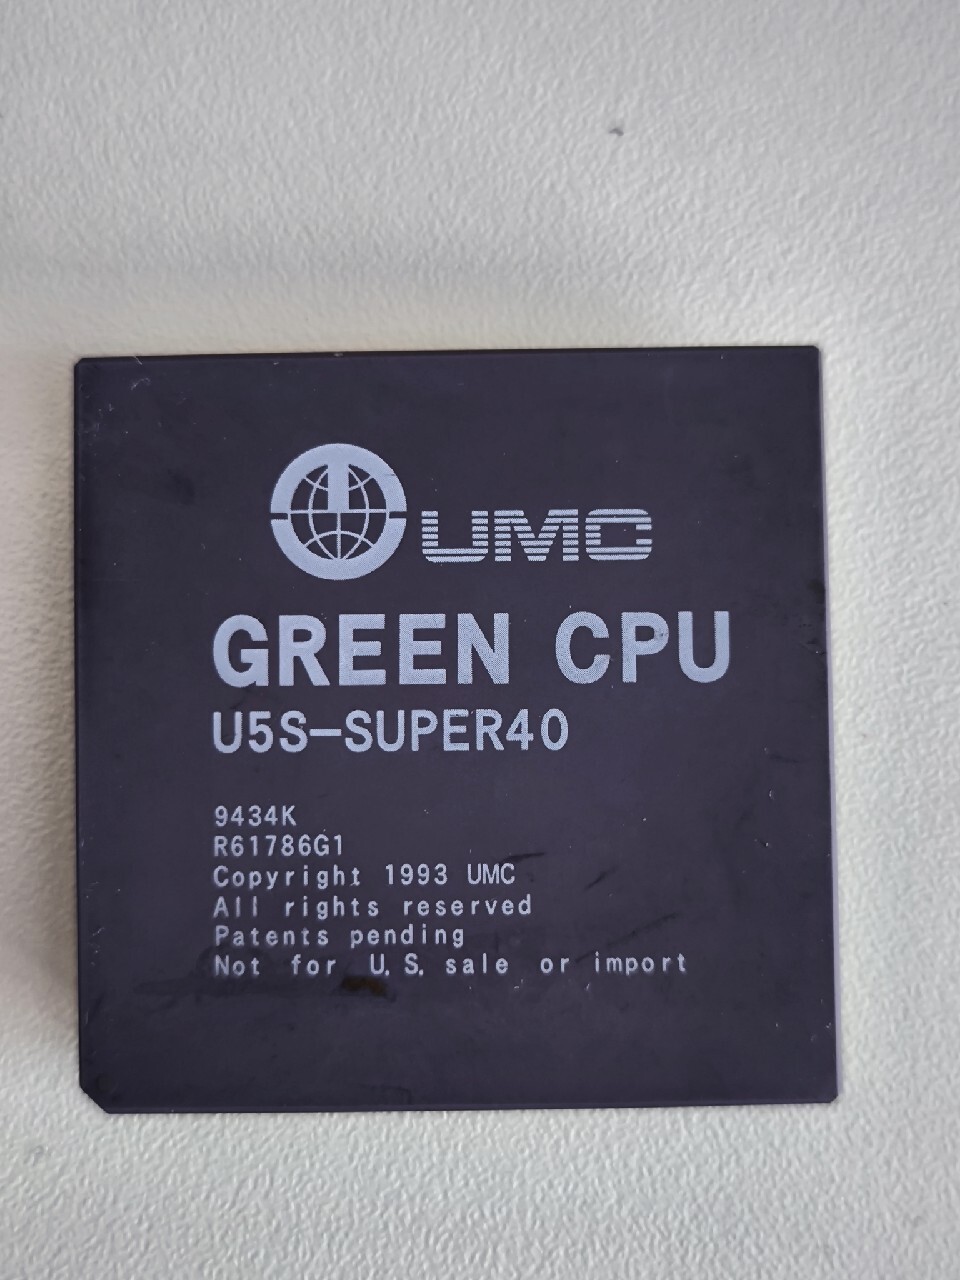 UMC
GREEN CPU
U5S-SUPER40
9434K
R61786G1
Copyright 1993 UMC
All rights reserved
Patents pending
Not for U.S. sale or import